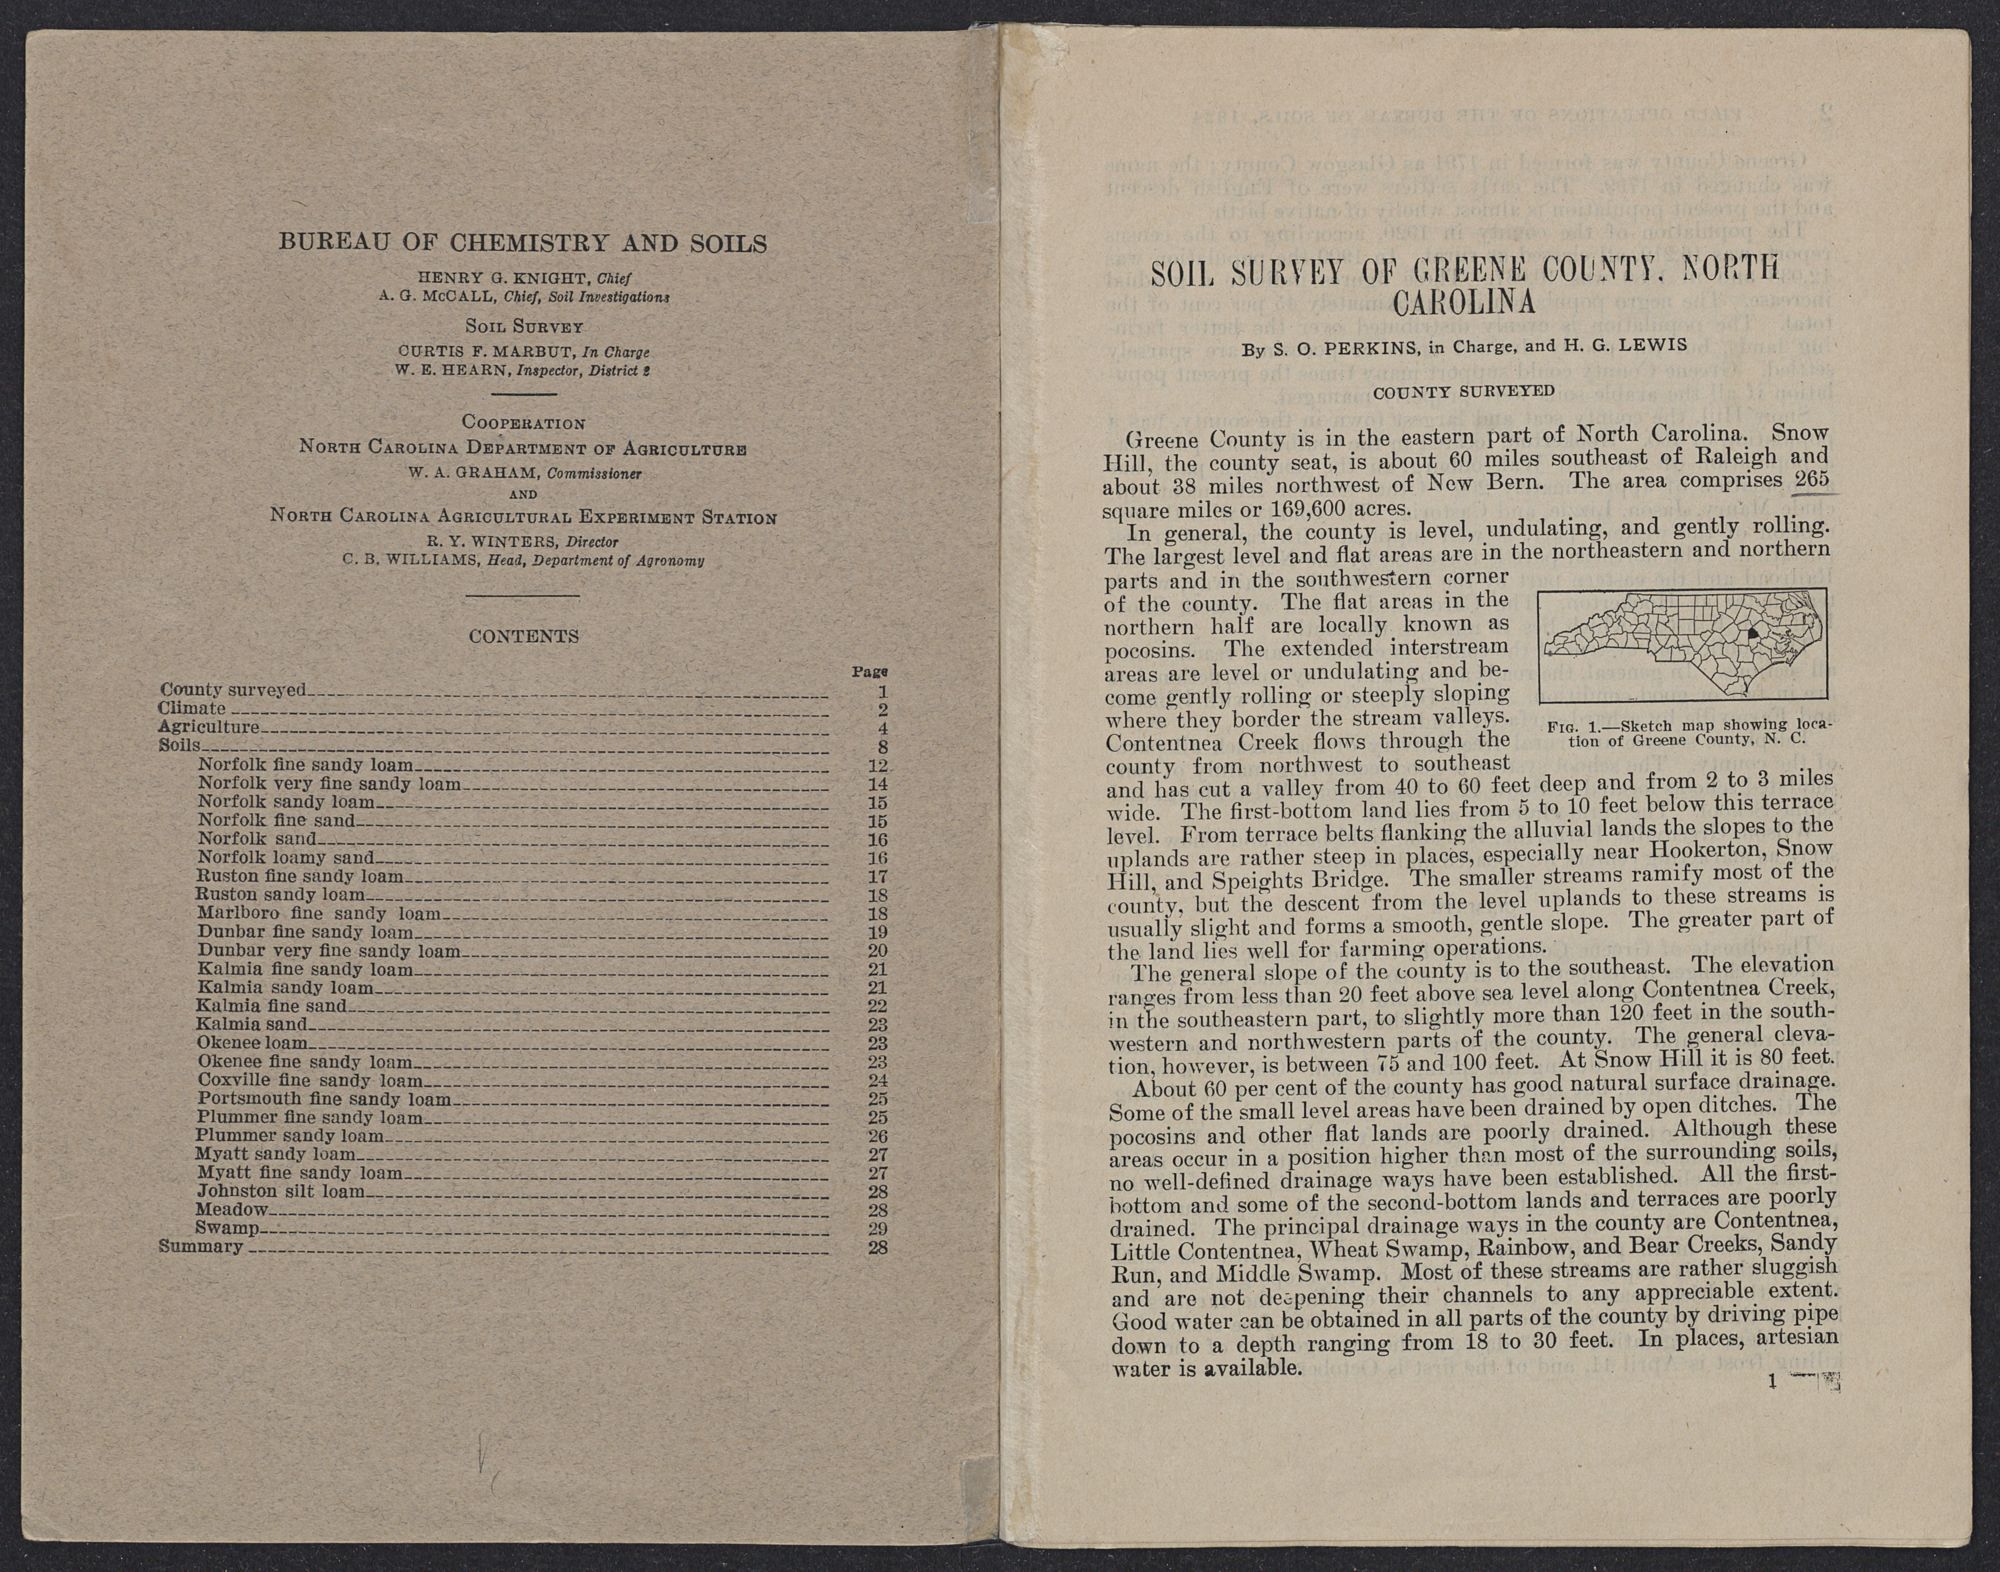 BUREAU OF CHEMISTRY AND SOILS
HENRY G. KNIGHT, Chief
A. G. McCALL, Chief, Soil Investigations
SOIL SURVEY
CURTIS F. MARBUT, In Charge
W. E. HEARN, Inspector, District 2
COOPERATION
NORTH CAROLINA DEPARTMENT OF AGRICULTURE
W. A. GRAHAM, Commissioner
AND
NORTH CAROLINA AGRICULTURAL EXPERIMENT STATION
R. Y. WINTERS, Director
C. B. WILLIAMS, Head, Department of Agronomy
CONTENTS
Page
County surveyed 1
Climate 2
Agriculture 4
Soils 8
Norfolk fine sandy loam 12
Norfolk very fine sandy loam 14
Norfolk sandy loam 15
Norfolk fine sand 15
Norfolk sand 16
Norfolk loamy sand 16
Ruston fine sandy loam 17
Ruston sandy loam 18
Marlboro fine sandy loam 18
Dunbar fine sandy loam 19
Dunbar very fine sandy loam 20
Kalmia fine sandy loam 21
Kalmia sandy loam 21
Kalmia fine sand 22
Kalmia sand 23
Okenee loam 23
Okenee fine sandy loam 23
Coxville fine sandy loam 24
Portsmouth fine sandy loam 25
Plummer fine sandy loam 25
Plummer sandy loam 26
Myatt sandy loam 27
Myatt fine sandy loam 27
Johnston silt loam 28
Meadow 28
Swamp 29
Summary 28
SOIL SURVEY OF GREENE COUNTY, NORTH
CAROLINA
By S. O. PERKINS, in Charge, and H. G. LEWIS
COUNTY SURVEYED
Greene County is in the eastern part of North Carolina. Snow
Hill, the county seat, is about 60 miles southeast of Raleigh and
about 38 miles northwest of New Bern. The area comprises 265
square miles or 169,600 acres.
In general, the county is level, undulating, and gently rolling.
The largest level and flat areas are in the northeastern and northern
parts and in the southwestern corner
of the county. The flat areas in the
northern half are locally known as
pocosins. The extended interstream
areas are level or undulating and be-
come gently rolling or steeply sloping
where they border the stream valleys.
Contentnea Creek flows through the
county from northwest to southeast
FIG. 1.—Sketch map showing loca-
tion of Greene County, N. C.
and has cut a valley from 40 to 60 feet deep and from 2 to 3 miles
wide. The first-bottom land lies from 5 to 10 feet below this terrace
level. From terrace belts flanking the alluvial lands the slopes to the
uplands are rather steep in places, especially near Hookerton, Snow
Hill, and Speights Bridge. The smaller streams ramify most of the
county, but the descent from the level uplands to these streams is
usually slight and forms a smooth, gentle slope. The greater part of
the land lies well for farming operations.
The general slope of the county is to the southeast. The elevation
ranges from less than 20 feet above sea level along Contentnea Creek,
in the southeastern part, to slightly more than 120 feet in the south-
western and northwestern parts of the county. The general eleva-
tion, however, is between 75 and 100 feet. At Snow Hill it is 80 feet.
About 60 per cent of the county has good natural surface drainage.
Some of the small level areas have been drained by open ditches. The
pocosins and other flat lands are poorly drained. Although these
areas occur in a position higher than most of the surrounding soils,
no well-defined drainage ways have been established. All the first-
bottom and some of the second-bottom lands and terraces are poorly
drained. The principal drainage ways in the county are Contentnea,
Little Contentnea, Wheat Swamp, Rainbow, and Bear Creeks, Sandy
Run, and Middle Swamp. Most of these streams are rather sluggish
and are not deepening their channels to any appreciable extent.
Good water can be obtained in all parts of the county by driving pipe
down to a depth ranging from 18 to 30 feet. In places, artesian
water is available.
1